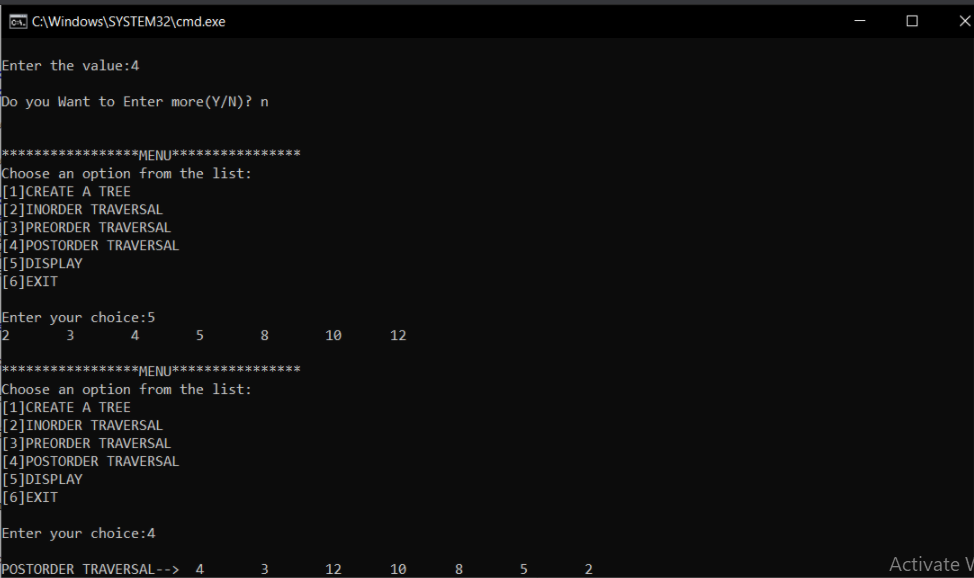 C:\Windows\SYSTEM32\cmd.exe
Enter the value:4
Do you Want to Enter more(Y/N)? n
*****************MENU****************
Choose an option from the list:
[1]CREATE A TREE
[2]INORDER TRAVERSAL
[3]PREORDER TRAVERSAL
[4]POSTORDER TRAVERSAL
[5]DISPLAY
[6]EXIT
Enter your choice:5
2 3 4 5 8 10 12
*****************MENU****************
Choose an option from the list:
[1]CREATE A TREE
[2]INORDER TRAVERSAL
[3]PREORDER TRAVERSAL
[4]POSTORDER TRAVERSAL
[5]DISPLAY
[6]EXIT
Enter your choice:4
POSTORDER TRAVERSAL--> 4 3 12 10 8 5 2
Activate W